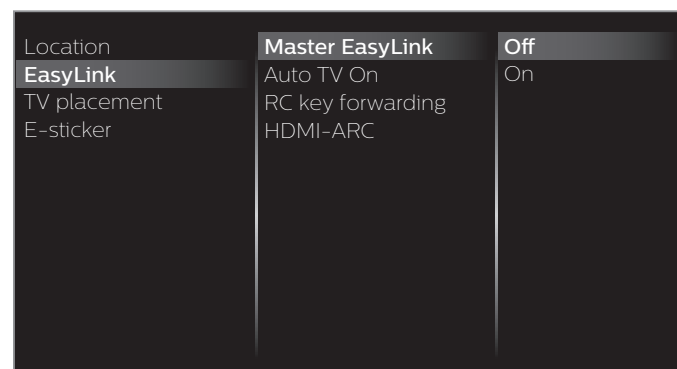 Location
EasyLink
TV placement
E-sticker
Master EasyLink
Auto TV On
RC key forwarding
HDMI-ARC
Off
On